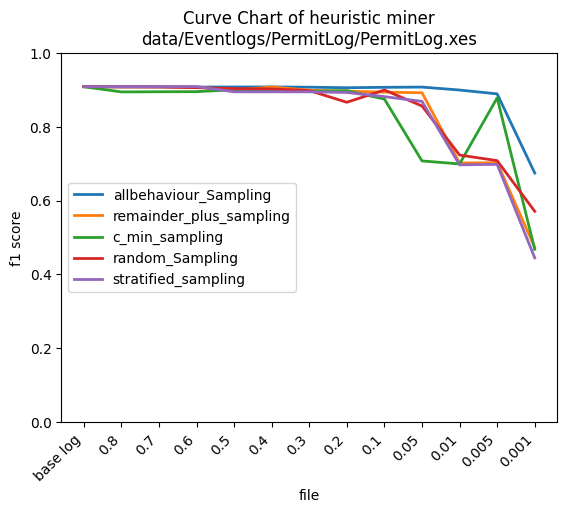 Curve Chart of heuristic miner
data/Eventlogs/PermitLog/PermitLog.xes
1.0
0.8
0.6
0.4
0.2
0.0
f1 score
allbehaviour_Sampling
remainder_plus_sampling
c_min_sampling
random_Sampling
stratified_sampling
base log
0.8
0.7
0.6
0.5
0.4
0.3
0.2
0.1
0.05
0.01
0.005
0.001
file